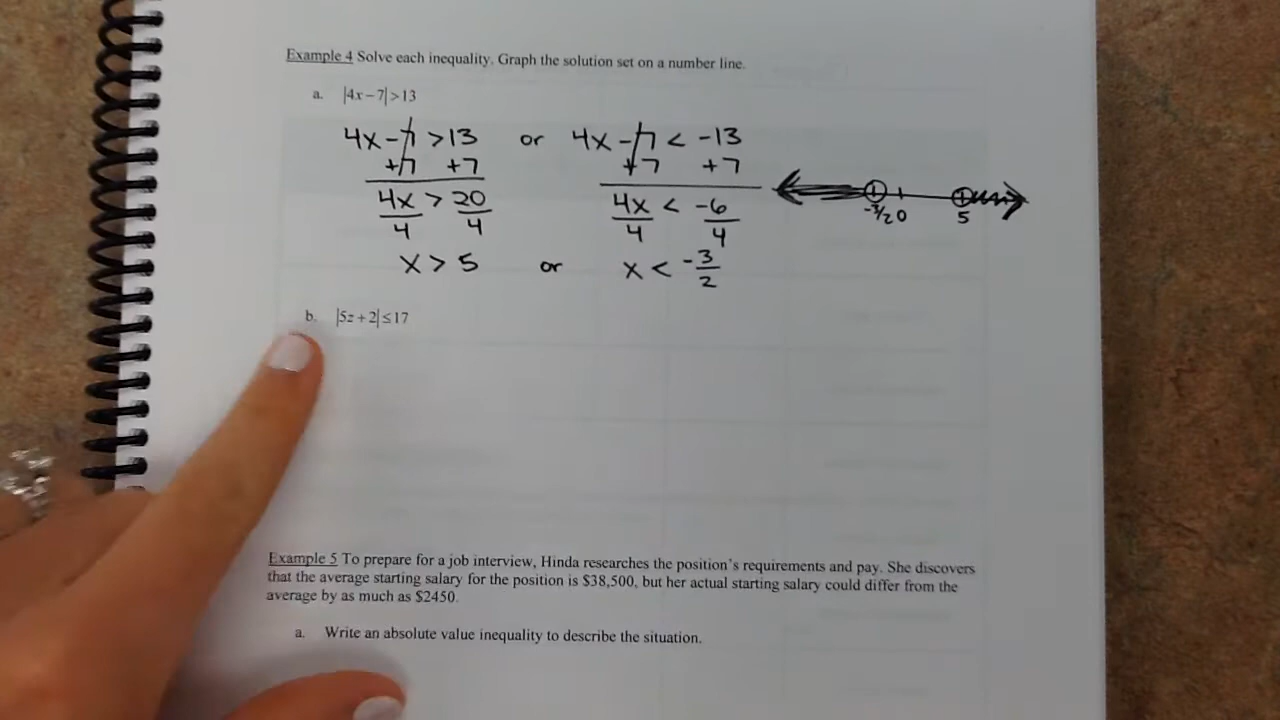 Example 4 Solve each inequality. Graph the solution set on a number line.
a. |4x – 7| > 13
4x - 7 > 13 or 4x - 7 < -13
+7 +7 +7 +7
4x > 20 4x < -6
4 4 4 4
x > 5 or x < -3/2
-3/2 0 5
b. |5z + 2| ≤ 17
Example 5 To prepare for a job interview, Hinda researches the position's requirements and pay. She discovers
that the average starting salary for the position is $38,500, but her actual starting salary could differ from the
average by as much as $2450.
a. Write an absolute value inequality to describe the situation.